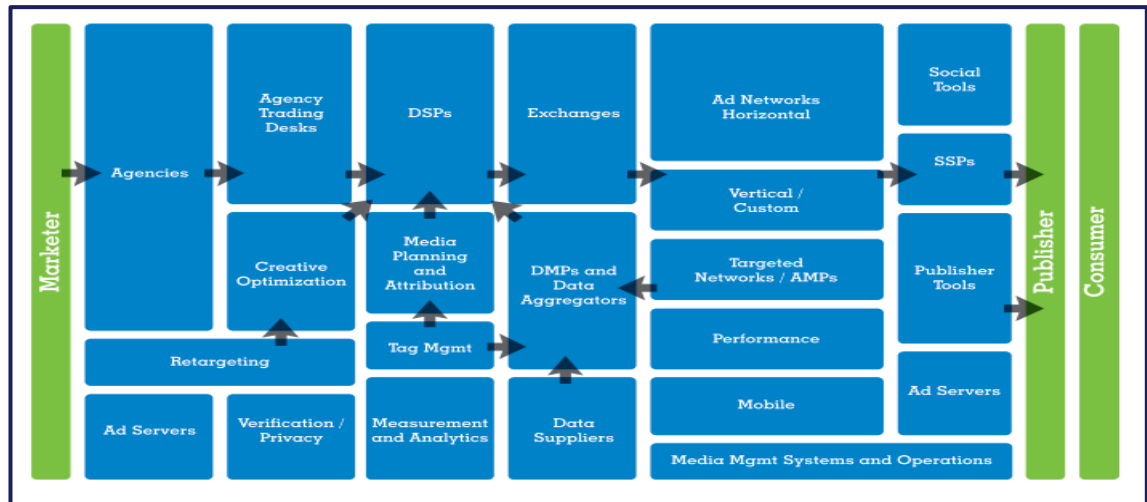 Marketer
Agencies
Agency
Trading
Desks
DSPs
Exchanges
Ad Networks
Horizontal
Social
Tools
SSPs
Vertical /
Custom
Creative
Optimization
Media
Planning
and
Attribution
DMPs and
Data
Aggregators
Targeted
Networks / AMPs
Publisher
Tools
Retargeting
Tag Mgmt
Performance
Ad Servers
Verification /
Privacy
Measurement
and Analytics
Data
Suppliers
Mobile
Ad Servers
Media Mgmt Systems and Operations
Publisher
Consumer